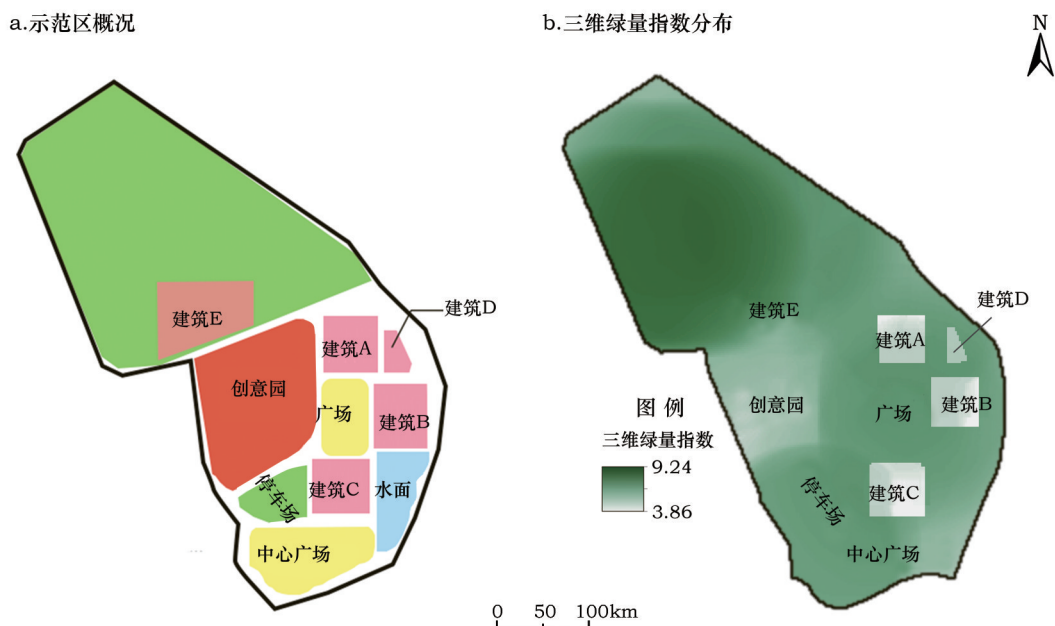 a.示范区概况
建筑E
建筑D
建筑A
创意园
广场
建筑B
停车场
建筑C
水面
中心广场
b.三维绿量指数分布
N
建筑D
建筑E
建筑A
创意园
广场
建筑B
停车场
建筑C
中心广场
图 例
三维绿量指数
9.24
3.86
0 50 100km